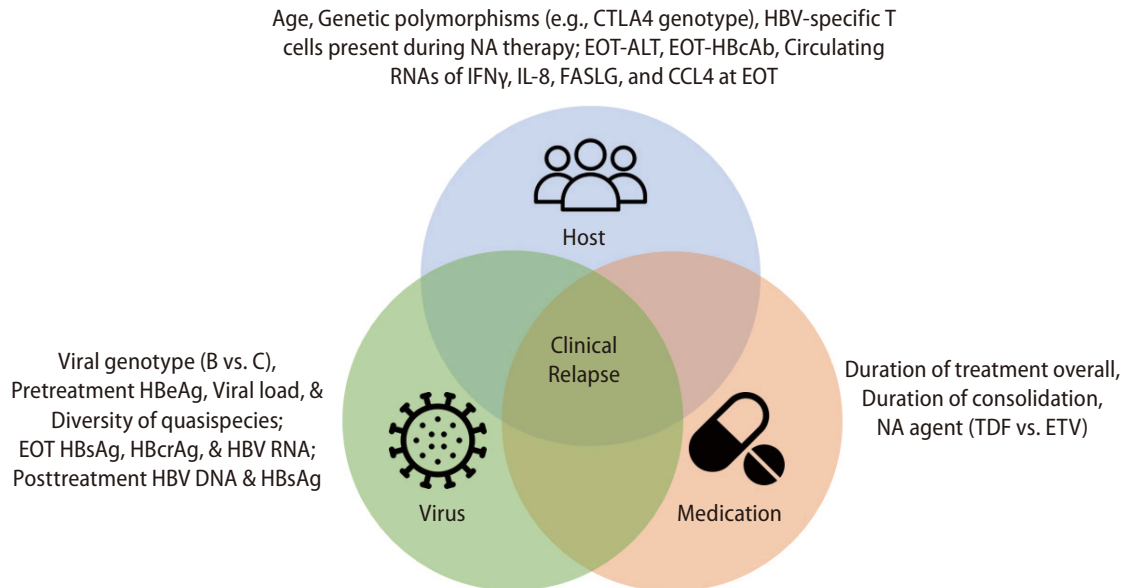 Age, Genetic polymorphisms (e.g., CTLA4 genotype), HBV-specific T
cells present during NA therapy; EOT-ALT, EOT-HBcAb, Circulating
RNAs of IFNγ, IL-8, FASLG, and CCL4 at EOT
Host
Clinical
Relapse
Viral genotype (B vs. C),
Pretreatment HBeAg, Viral load, &
Diversity of quasispecies;
EOT HBsAg, HBcrAg, & HBV RNA;
Posttreatment HBV DNA & HBsAg
Virus
Medication
Duration of treatment overall,
Duration of consolidation,
NA agent (TDF vs. ETV)